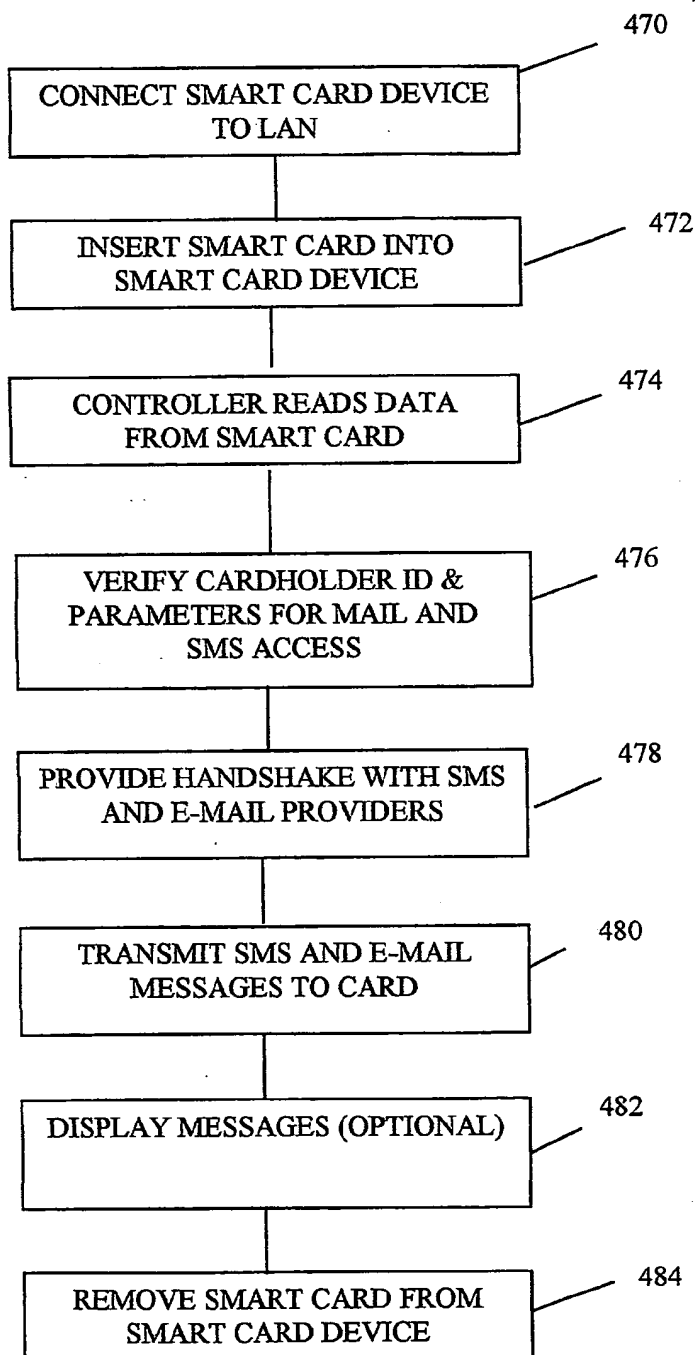 470
CONNECT SMART CARD DEVICE
TO LAN
472
INSERT SMART CARD INTO
SMART CARD DEVICE
474
CONTROLLER READS DATA
FROM SMART CARD
476
VERIFY CARDHOLDER ID &
PARAMETERS FOR MAIL AND
SMS ACCESS
478
PROVIDE HANDSHAKE WITH SMS
AND E-MAIL PROVIDERS
480
TRANSMIT SMS AND E-MAIL
MESSAGES TO CARD
482
DISPLAY MESSAGES (OPTIONAL)
484
REMOVE SMART CARD FROM
SMART CARD DEVICE